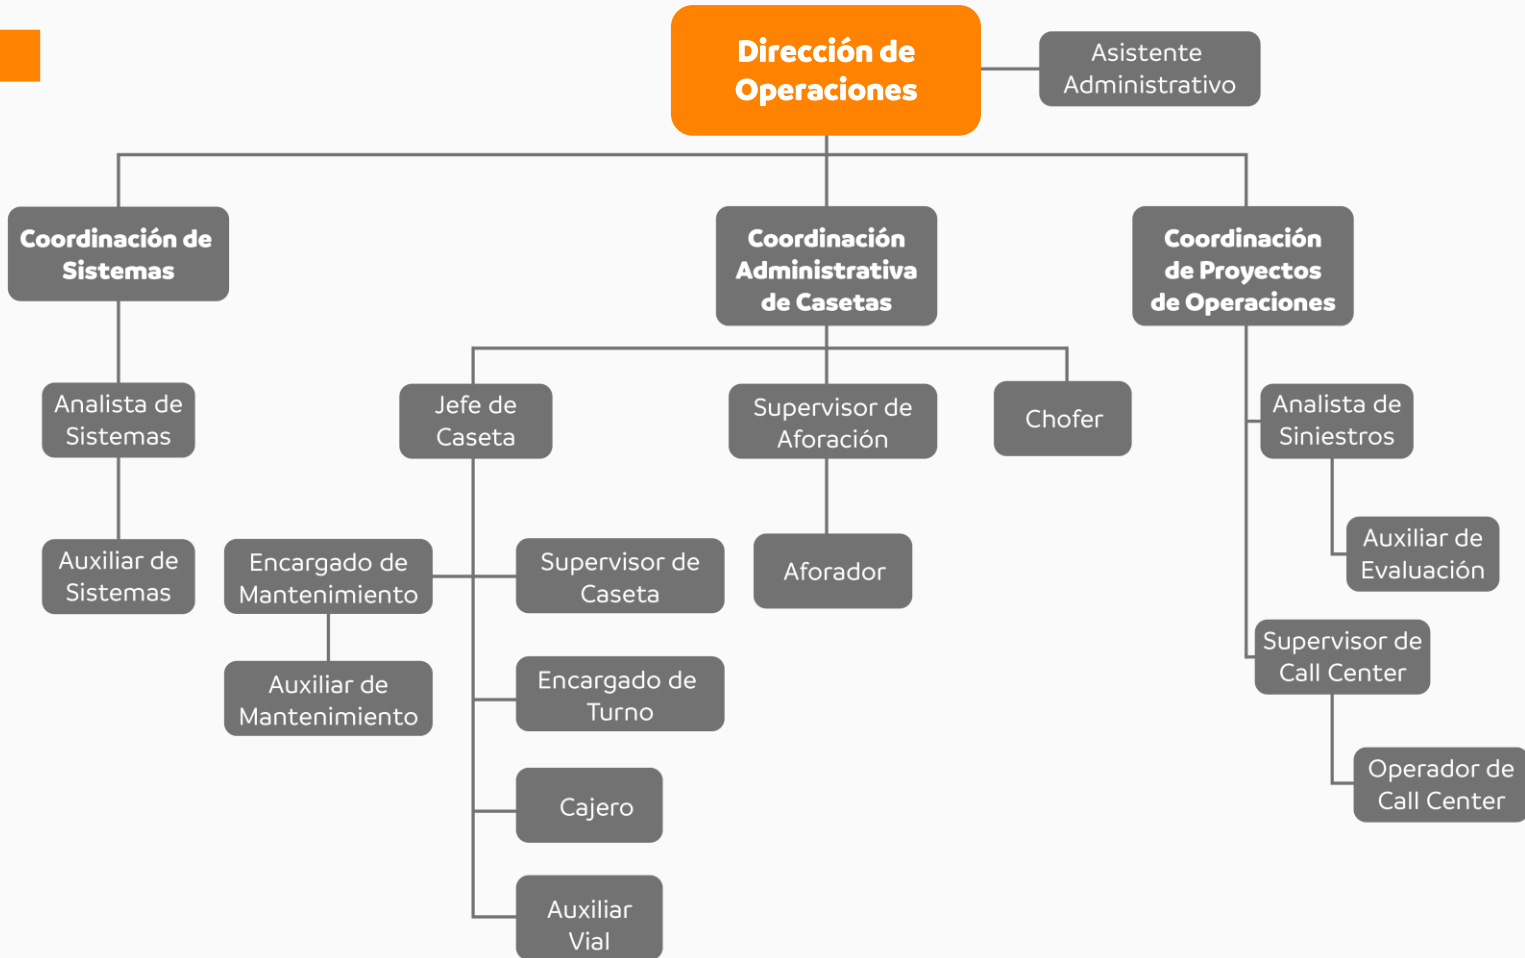 Dirección de
Operaciones
Asistente
Administrativo
Coordinación de
Sistemas
Coordinación
Administrativa
de Casetas
Coordinación
de Proyectos
de Operaciones
Analista de
Sistemas
Jefe de
Caseta
Supervisor de
Aforación
Chofer
Analista de
Siniestros
Auxiliar de
Sistemas
Encargado de
Mantenimiento
Supervisor de
Caseta
Aforador
Auxiliar de
Evaluación
Auxiliar de
Mantenimiento
Encargado de
Turno
Supervisor de
Call Center
Cajero
Operador de
Call Center
Auxiliar
Vial